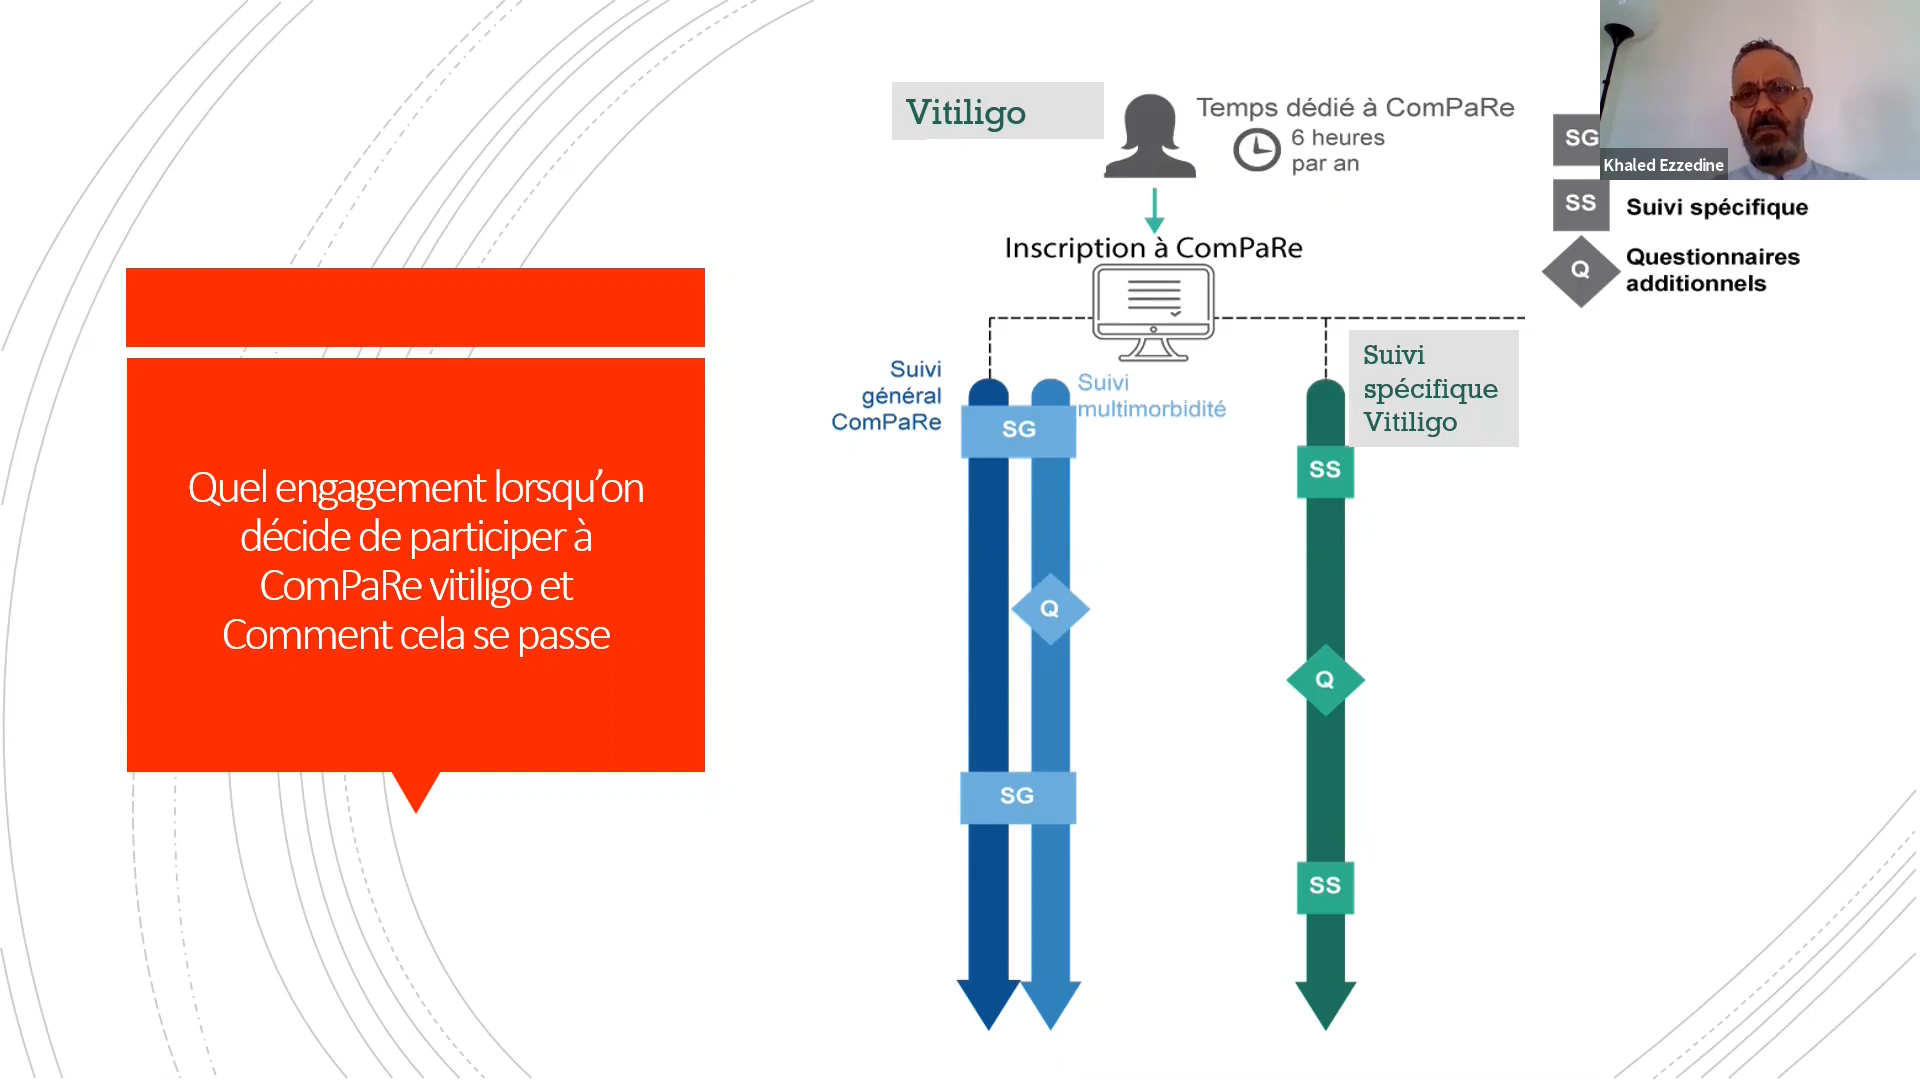 Quel engagement lorsqu’on
décide de participer à
ComPaRe vitiligo et
Comment cela se passe
Vitiligo
Temps dédié à ComPaRe
6 heures
par an
Inscription à ComPaRe
Suivi
général
ComPaRe
Suivi
multimorbidité
Suivi
spécifique
Vitiligo
SG
SS
Q
Q
SG
SS
SG
Khaled Ezzedine
SS
Suivi spécifique
Q
Questionnaires
additionnels